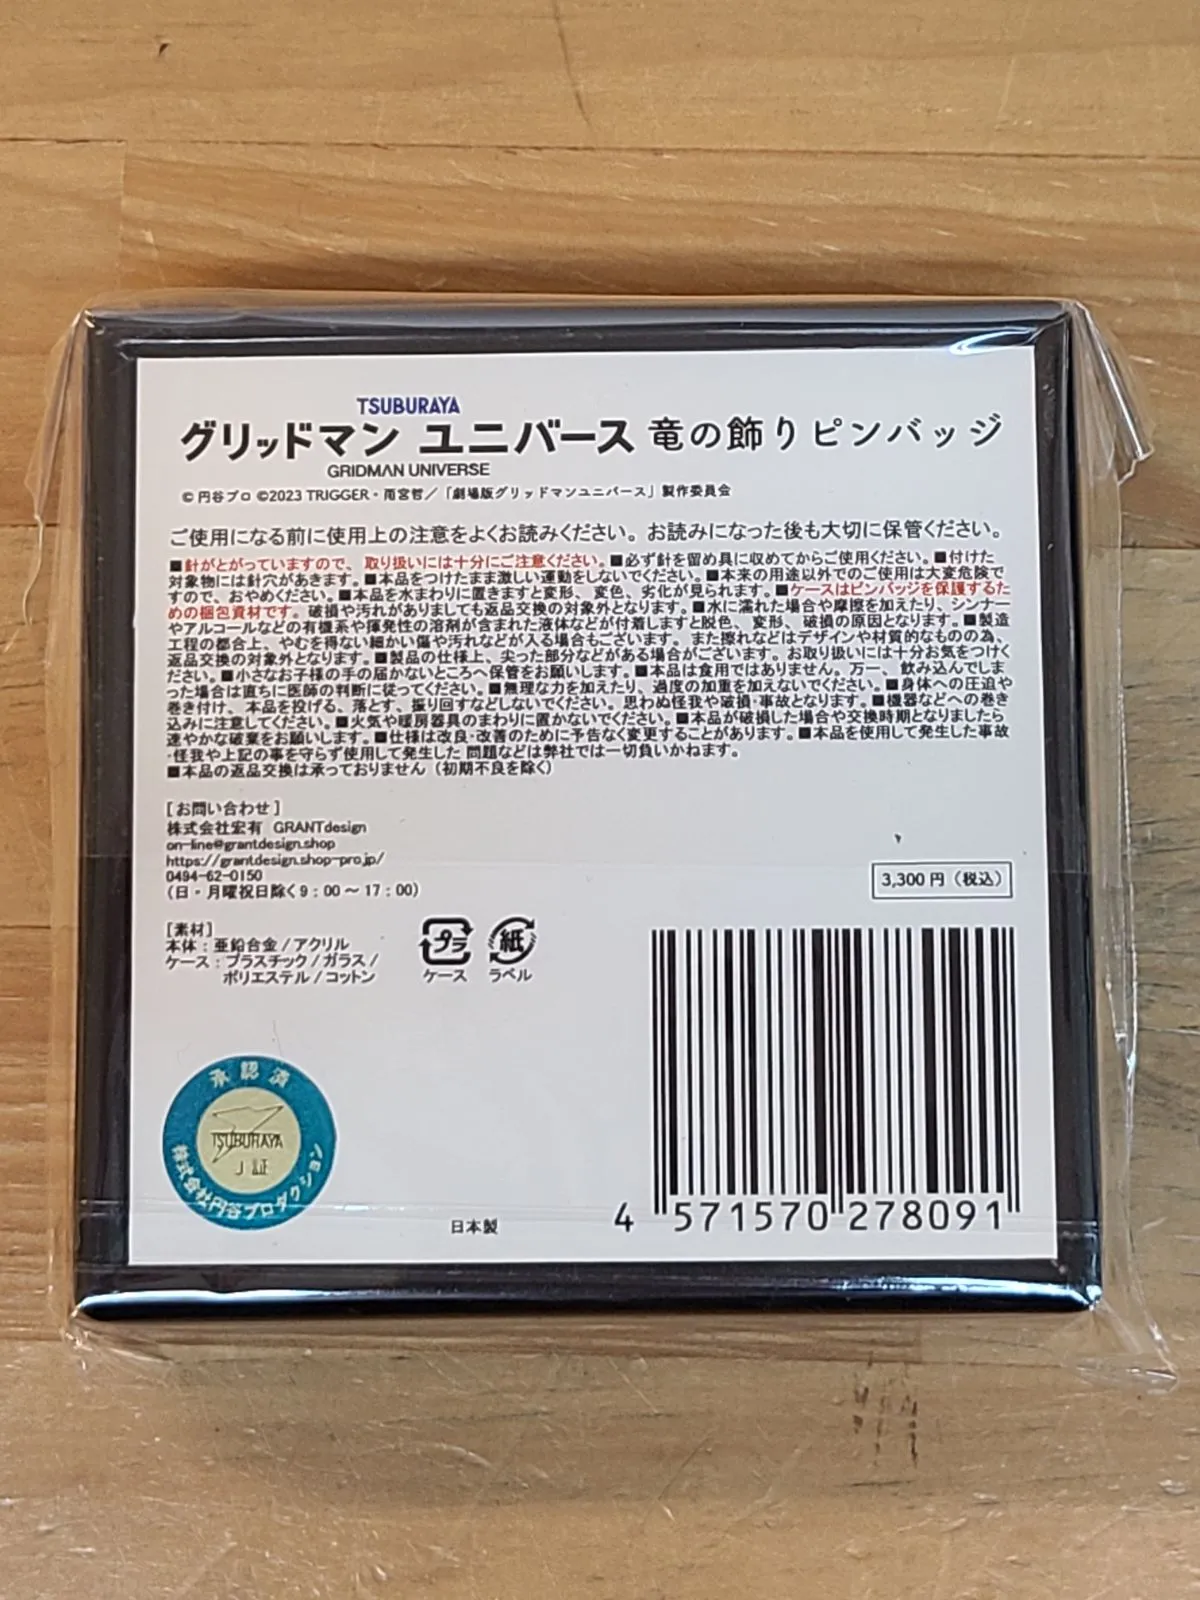 TSUBURAYA
グリッドマン ユニバース 竜の飾りピンバッジ
GRIDMAN UNIVERSE
© 円谷プロ ©2023 TRIGGER・雨宮哲／「劇場版グリッドマンユニバース」製作委員会
ご使用になる前に使用上の注意をよくお読みください。お読みになった後も大切に保管ください。
■針がとがっていますので、取り扱いには十分にご注意ください。■必ず針を留め具に収めてからご使用ください。■付けた
対象物には針穴があきます。■本品をつけたまま激しい運動をしないでください。■本来の用途以外でのご使用は大変危険で
すので、おやめください。■本品を水まわりに置きますと変形、変色、劣化が見られます。■ケースはピンバッジを保護するた
めの梱包資材です。破損や汚れがありましても返品交換の対象外となります。■水に濡れた場合や摩擦を加えたり、シンナー
やアルコールなどの有機系や揮発性の溶剤が含まれた液体などが付着しますと脱色、変形、破損の原因となります。■製造
工程の都合上、やむを得ない細かい傷や汚れなどが入る場合もございます。また擦れなどはデザインや材質的なものの為、
返品交換の対象外となります。■製品の仕様上、尖った部分などがある場合がございます。お取り扱いには十分お気をつけく
ださい。■小さなお子様の手の届かないところへ保管をお願いします。■本品は食用ではありません。万一、飲み込んでしま
った場合は直ちに医師の判断に従ってください。■無理な力を加えたり、過度の加重を加えないでください。■身体への圧迫や
巻き付け、本品を投げる、落とす、振り回すなどしないでください。思わぬ怪我や破損・事故となります。■機器などへの巻き
込みに注意してください。■火気や暖房器具のまわりに置かないでください。■本品が破損した場合や交換時期となりましたら
速やかな破棄をお願いします。■仕様は改良・改善のために予告なく変更することがあります。■本品を使用して発生した事故
・怪我や上記の事を守らず使用して発生した問題などは弊社では一切負いかねます。
■本品の返品交換は承っておりません（初期不良を除く）
［お問い合わせ］
株式会社宏有 GRANTdesign
on-line@grantdesign.shop
https://grantdesign.shop-pro.jp/
0494-62-0150
（日・月曜祝日除く9：00～17：00）
3,300円（税込）
［素材］
本体：亜鉛合金／アクリル
ケース：プラスチック／ガラス／
ポリエステル／コットン
プラ 紙
ケース ラベル
承認済
TSUBURAYA
J 証
株式会社円谷プロダクション
日本製
4 571570 278091